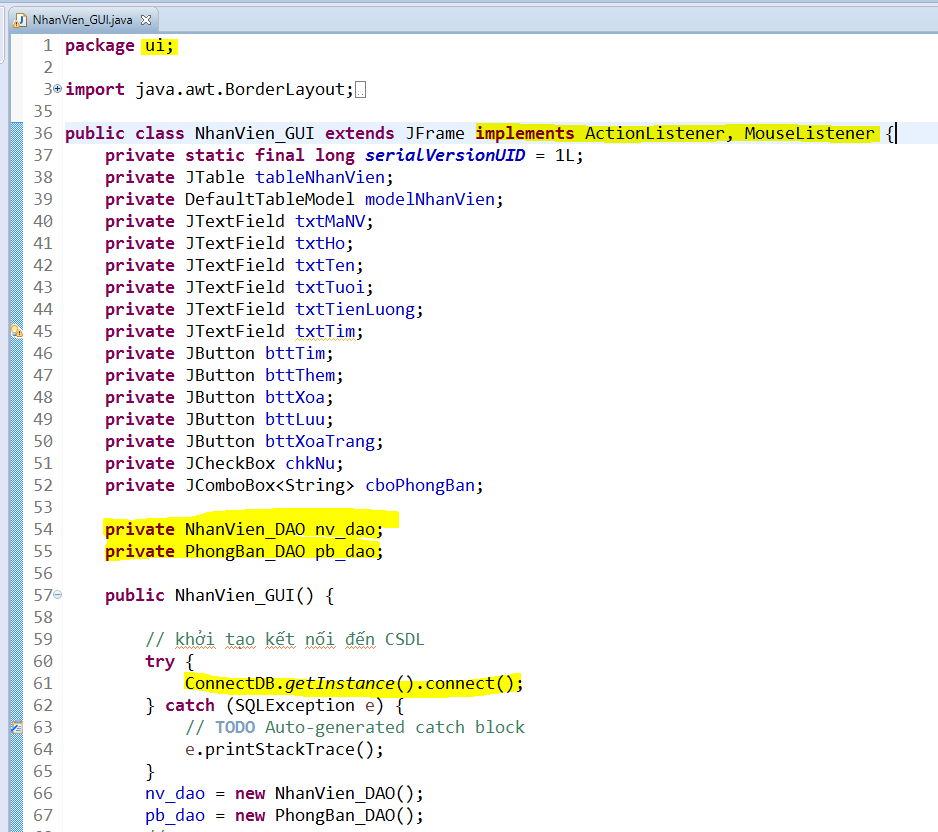 NhanVien_GUI.java
1 package ui;
2
3 import java.awt.BorderLayout;
35
36 public class NhanVien_GUI extends JFrame implements ActionListener, MouseListener {
37 private static final long serialVersionUID = 1L;
38 private JTable tableNhanVien;
39 private DefaultTableModel modelNhanVien;
40 private JTextField txtMaNV;
41 private JTextField txtHo;
42 private JTextField txtTen;
43 private JTextField txtTuoi;
44 private JTextField txtTienLuong;
45 private JTextField txtTim;
46 private JButton bttTim;
47 private JButton bttThem;
48 private JButton bttXoa;
49 private JButton bttLuu;
50 private JButton bttXoaTrang;
51 private JCheckBox chkNu;
52 private JComboBox<String> cboPhongBan;
53
54 private NhanVien_DAO nv_dao;
55 private PhongBan_DAO pb_dao;
56
57 public NhanVien_GUI() {
58
59 // khởi tạo kết nối đến CSDL
60 try {
61 ConnectDB.getInstance().connect();
62 } catch (SQLException e) {
63 // TODO Auto-generated catch block
64 e.printStackTrace();
65 }
66 nv_dao = new NhanVien_DAO();
67 pb_dao = new PhongBan_DAO();